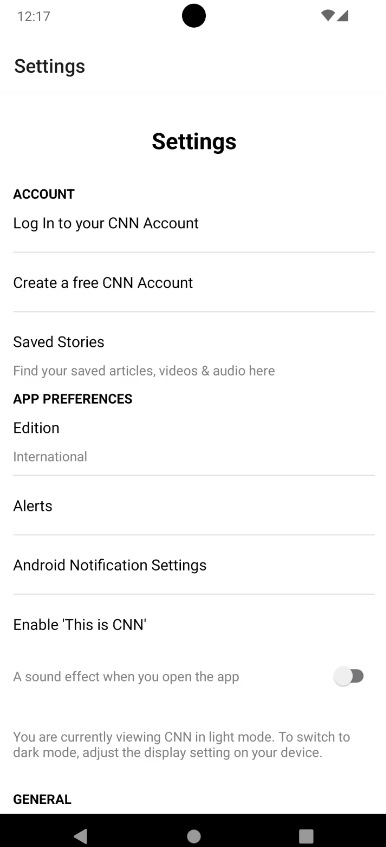 12:17
Settings
Settings
ACCOUNT
Log In to your CNN Account
Create a free CNN Account
Saved Stories
Find your saved articles, videos & audio here
APP PREFERENCES
Edition
International
Alerts
Android Notification Settings
Enable 'This is CNN'
A sound effect when you open the app
You are currently viewing CNN in light mode. To switch to
dark mode, adjust the display setting on your device.
GENERAL